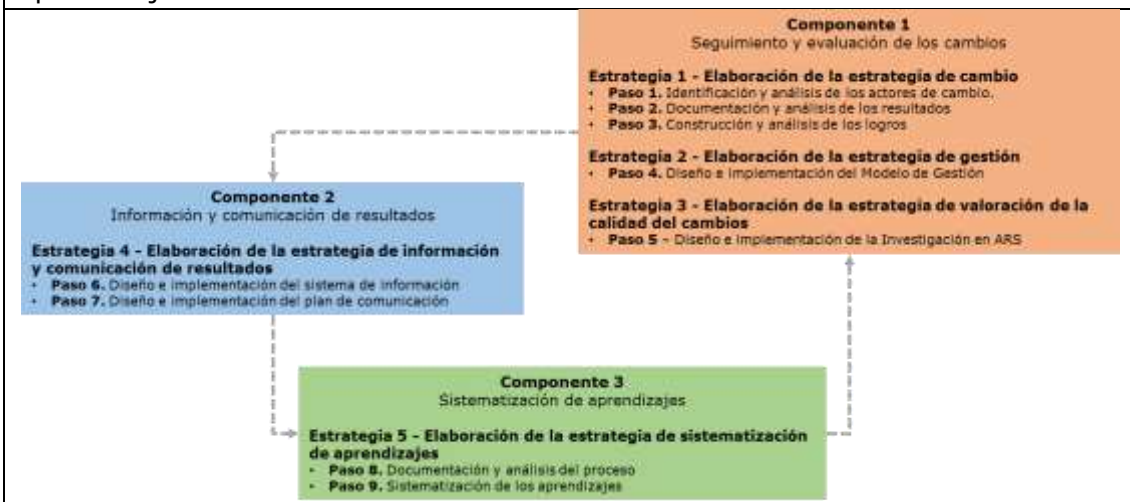 Componente 1
Seguimiento y evaluación de los cambios
Estrategia 1 - Elaboración de la estrategia de cambio
• Paso 1. Identificación y análisis de los actores de cambio.
• Paso 2. Documentación y análisis de los resultados
• Paso 3. Construcción y análisis de los logros
Estrategia 2 - Elaboración de la estrategia de gestión
• Paso 4. Diseño e implementación del Modelo de Gestión
Estrategia 3 - Elaboración de la estrategia de valoración de la
calidad del cambios
• Paso 5 - Diseño e implementación de la Investigación en ARS
Componente 2
Información y comunicación de resultados
Estrategia 4 - Elaboración de la estrategia de información
y comunicación de resultados
• Paso 6. Diseño e implementación del sistema de información
• Paso 7. Diseño e implementación del plan de comunicación
Componente 3
Sistematización de aprendizajes
Estrategia 5 - Elaboración de la estrategia de sistematización
de aprendizajes
• Paso 8. Documentación y análisis del proceso
• Paso 9. Sistematización de los aprendizajes